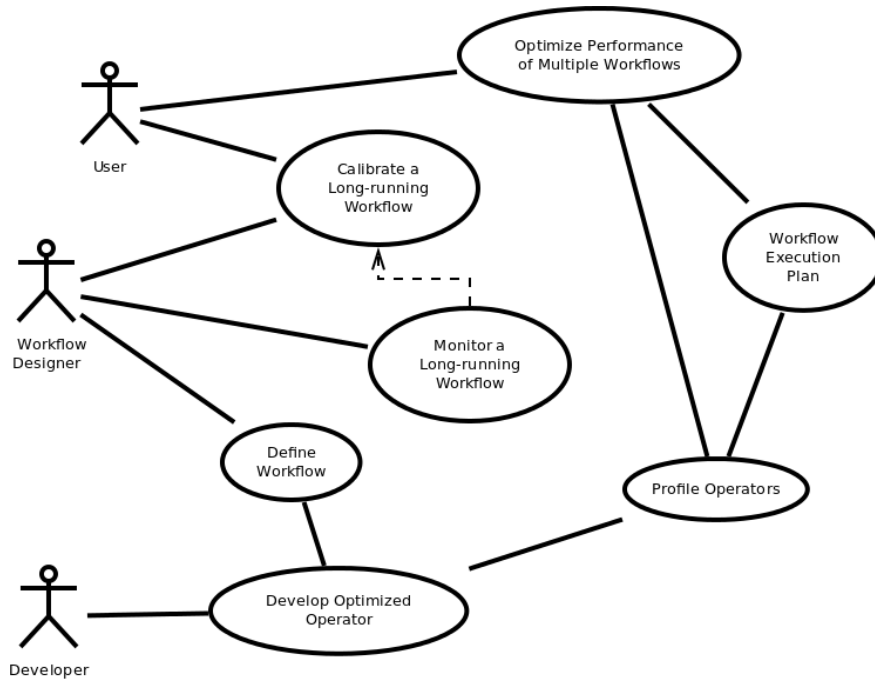 Optimize Performance
of Multiple Workflows
User
Calibrate a
Long-running
Workflow
Workflow
Execution
Plan
Workflow
Designer
Monitor a
Long-running
Workflow
Define
Workflow
Profile Operators
Develop Optimized
Operator
Developer